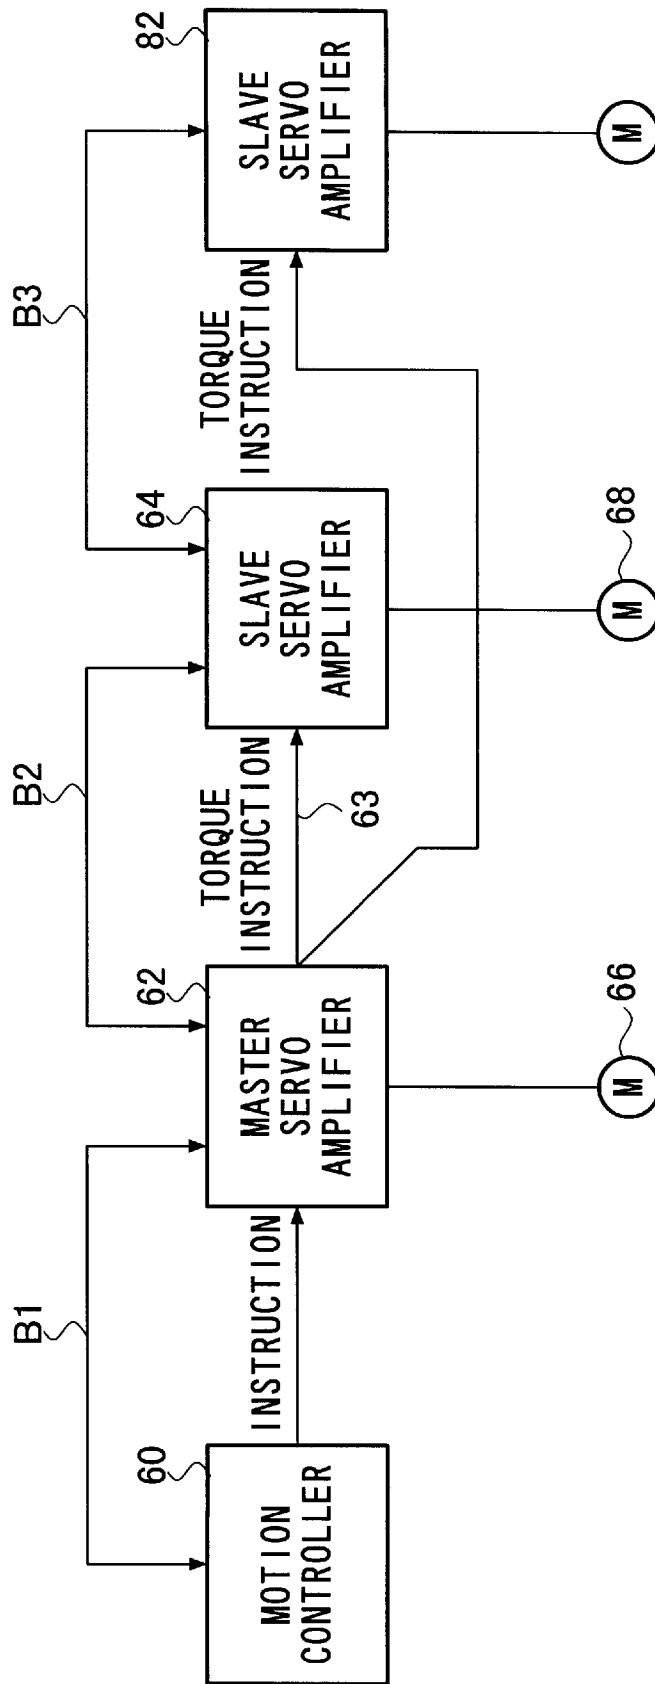 B1
B2
B3
60
MOTION
CONTROLLER
INSTRUCTION
62
MASTER
SERVO
AMPLIFIER
TORQUE
INSTRUCTION
63
64
SLAVE
SERVO
AMPLIFIER
TORQUE
INSTRUCTION
82
SLAVE
SERVO
AMPLIFIER
66
M
68
M
M